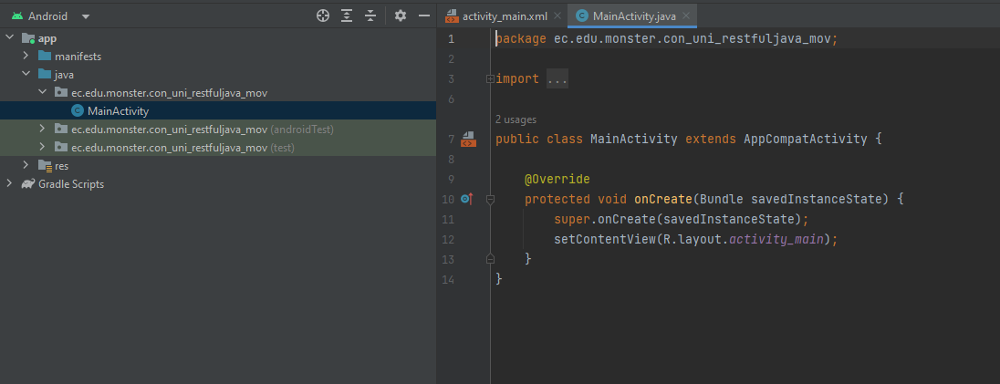 Android
app
manifests
java
ec.edu.monster.con_uni_restfuljava_mov
MainActivity
ec.edu.monster.con_uni_restfuljava_mov (androidTest)
ec.edu.monster.con_uni_restfuljava_mov (test)
res
Gradle Scripts
activity_main.xml MainActivity.java
1 package ec.edu.monster.con_uni_restfuljava_mov;
2
3 import ...
6
2 usages
7 public class MainActivity extends AppCompatActivity {
8
9 @Override
10 protected void onCreate(Bundle savedInstanceState) {
11 super.onCreate(savedInstanceState);
12 setContentView(R.layout.activity_main);
13 }
14 }